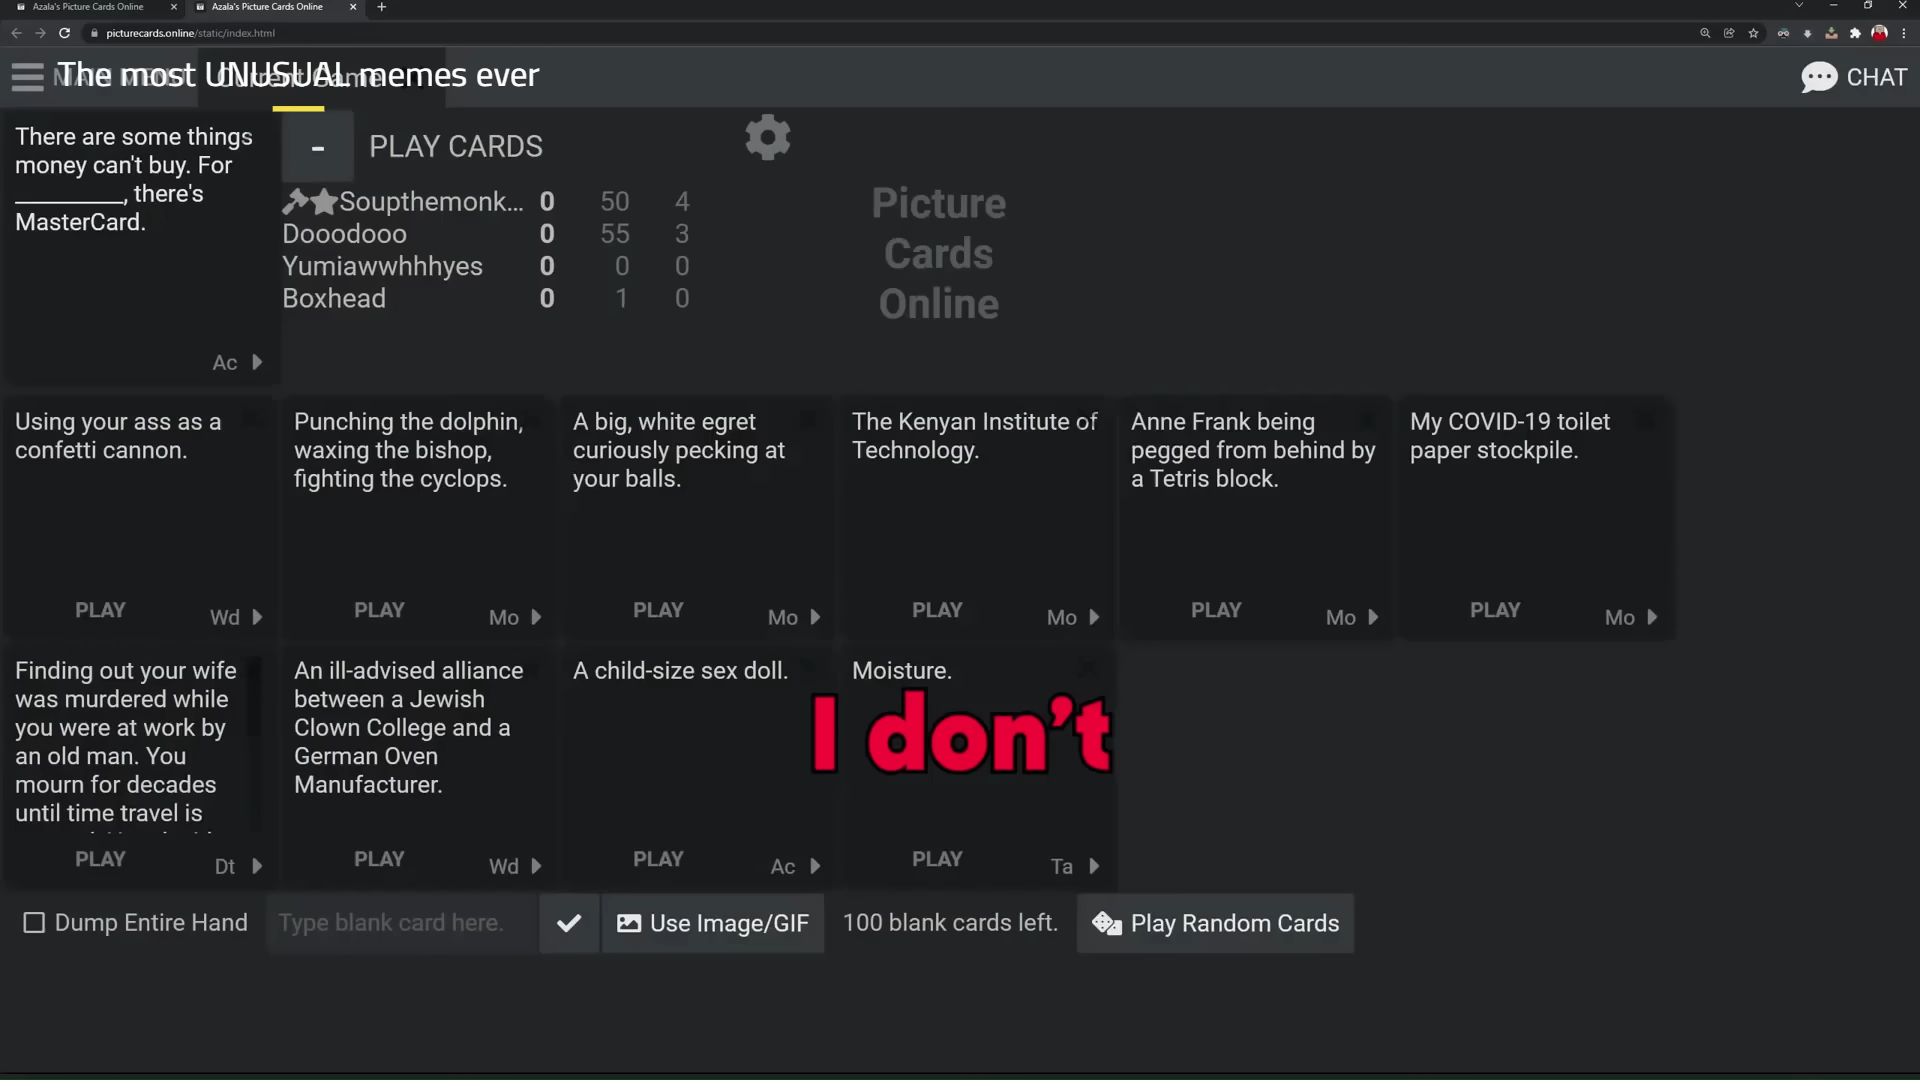 Azala's Picture Cards Online
Azala's Picture Cards Online
picturecards.online/static/index.html
The most UNUSUAL memes ever
MAIN MENU
Current Game
CHAT
There are some things
money can't buy. For
_________, there's
MasterCard.
Ac
-
PLAY CARDS
Soupthemonk... 0 50 4
Dooodooo 0 55 3
Yumiawwhhhyes 0 0 0
Boxhead 0 1 0
Picture
Cards
Online
Using your ass as a
confetti cannon.
PLAY
Wd
Punching the dolphin,
waxing the bishop,
fighting the cyclops.
PLAY
Mo
A big, white egret
curiously pecking at
your balls.
PLAY
Mo
The Kenyan Institute of
Technology.
PLAY
Mo
Anne Frank being
pegged from behind by
a Tetris block.
PLAY
Mo
My COVID-19 toilet
paper stockpile.
PLAY
Mo
Finding out your wife
was murdered while
you were at work by
an old man. You
mourn for decades
until time travel is
PLAY
Dt
An ill-advised alliance
between a Jewish
Clown College and a
German Oven
Manufacturer.
PLAY
Wd
A child-size sex doll.
PLAY
Ac
Moisture.
PLAY
Ta
I don't
Dump Entire Hand
Type blank card here.
Use Image/GIF
100 blank cards left.
Play Random Cards